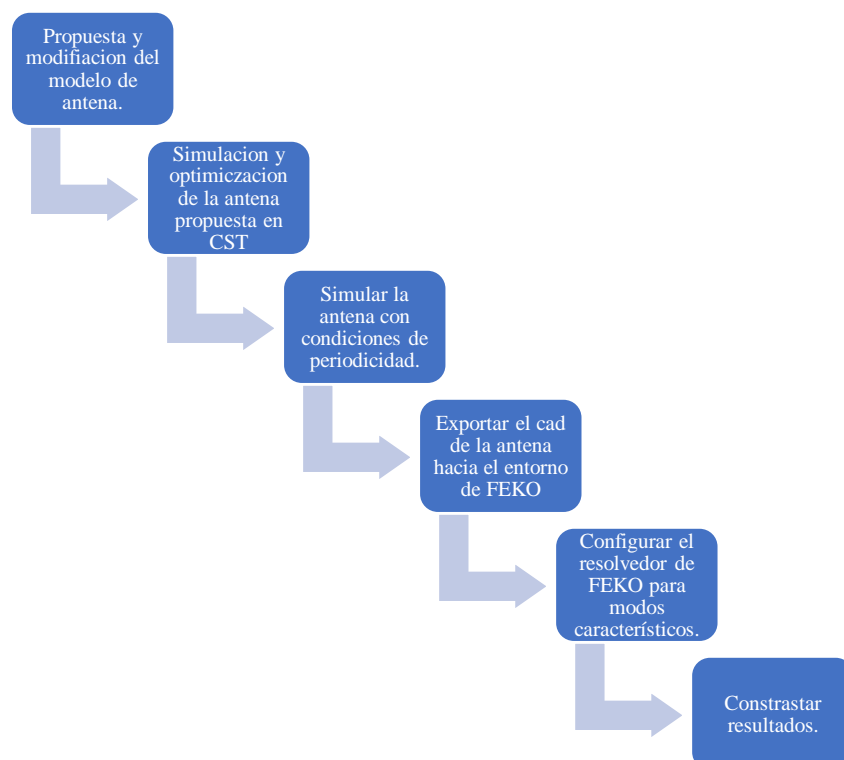 Propuesta y
modifiacion del
modelo de
antena.
Simulacion y
optimiczacion
de la antena
propuesta en
CST
Simular la
antena con
condiciones de
periodicidad.
Exportar el cad
de la antena
hacia el entorno
de FEKO
Configurar el
resolvedor de
FEKO para
modos
característicos.
Constrastar
resultados.